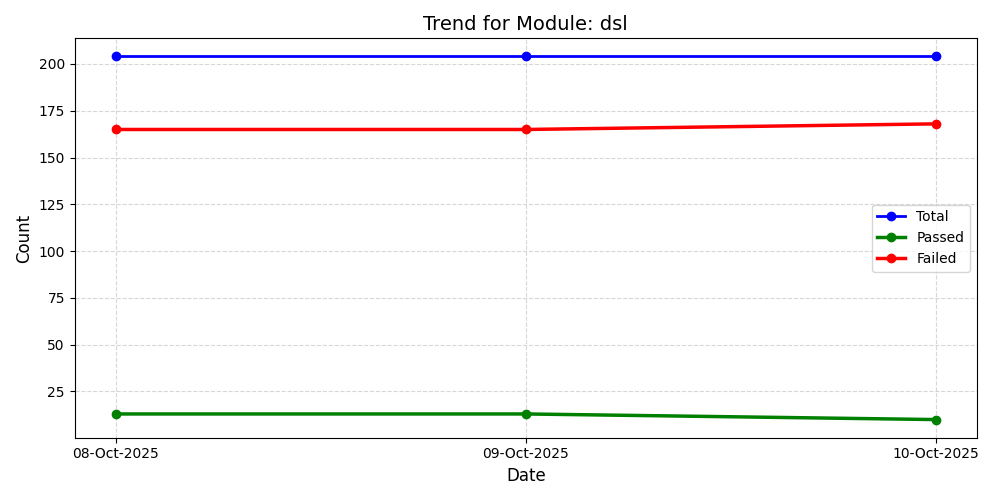 Trend for Module: dsl
200
175
150
125
100
75
50
25
Count
Total
Passed
Failed
08-Oct-2025 09-Oct-2025 10-Oct-2025
Date